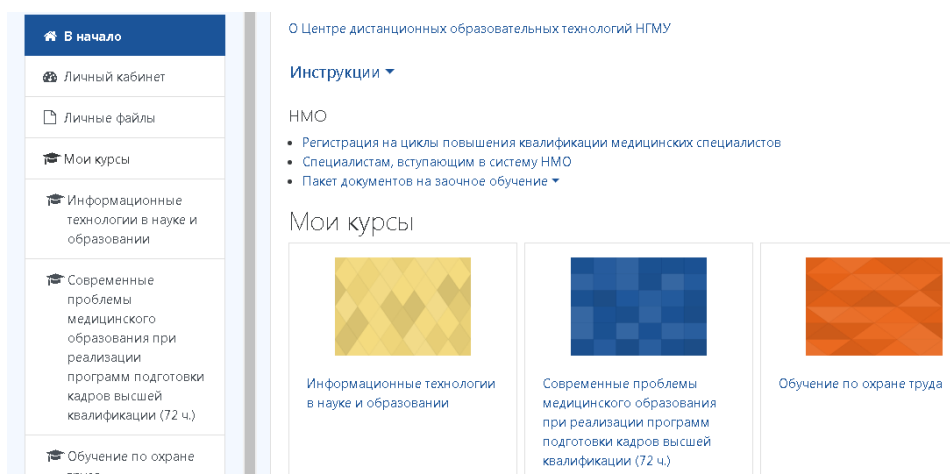 В начало
Личный кабинет
Личные файлы
Мои курсы
Информационные
технологии в науке и
образовании
Современные
проблемы
медицинского
образования при
реализации
программ подготовки
кадров высшей
квалификации (72 ч.)
Обучение по охране
О Центре дистанционных образовательных технологий НГМУ
Инструкции
НМО
Регистрация на циклы повышения квалификации медицинских специалистов
Специалистам, вступающим в систему НМО
Пакет документов на заочное обучение
Мои курсы
Информационные технологии
в науке и образовании
Современные проблемы
медицинского образования
при реализации программ
подготовки кадров высшей
квалификации (72 ч.)
Обучение по охране труда